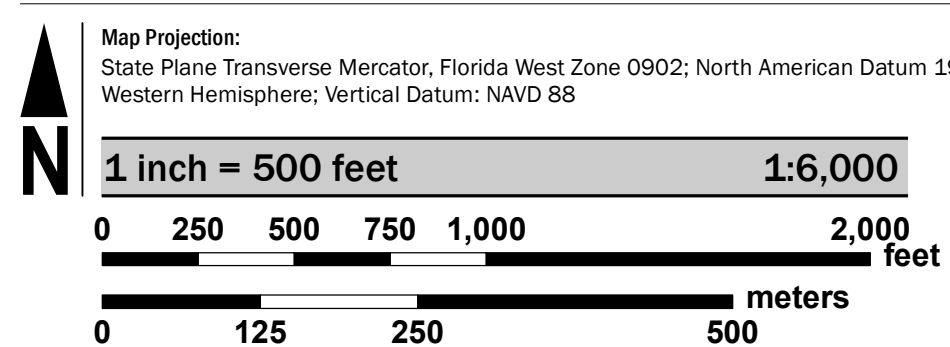 Map Projection:
State Plane Transverse Mercator, Florida West Zone 0902; North American Datum
Western Hemisphere; Vertical Datum: NAVD 88
N
1 inch = 500 feet 1:6,000
0 250 500 750 1,000 2,000
feet
meters
0 125 250 500